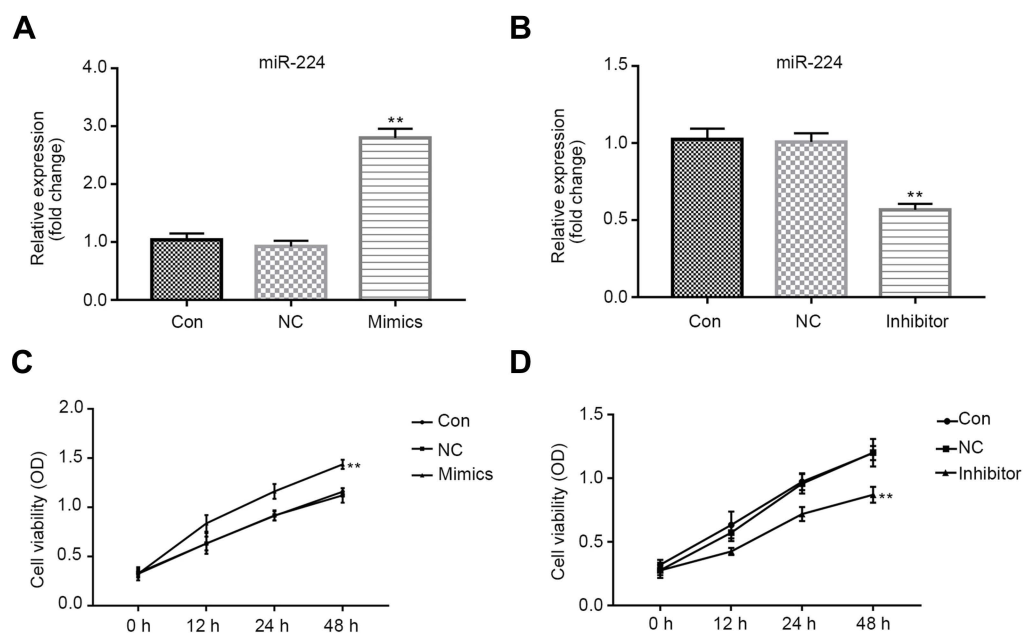 A
miR-224
Relative expression
(fold change)
4.0
3.0
2.0
1.0
0.0
**
Con NC Mimics
B
miR-224
Relative expression
(fold change)
1.5
1.0
0.5
0.0
**
Con NC Inhibitor
C
Cell viability (OD)
2.0
1.5
1.0
0.5
0.0
**
Con
NC
Mimics
0 h 12 h 24 h 48 h
D
Cell viability (OD)
1.5
1.0
0.5
0.0
**
Con
NC
Inhibitor
0 h 12 h 24 h 48 h